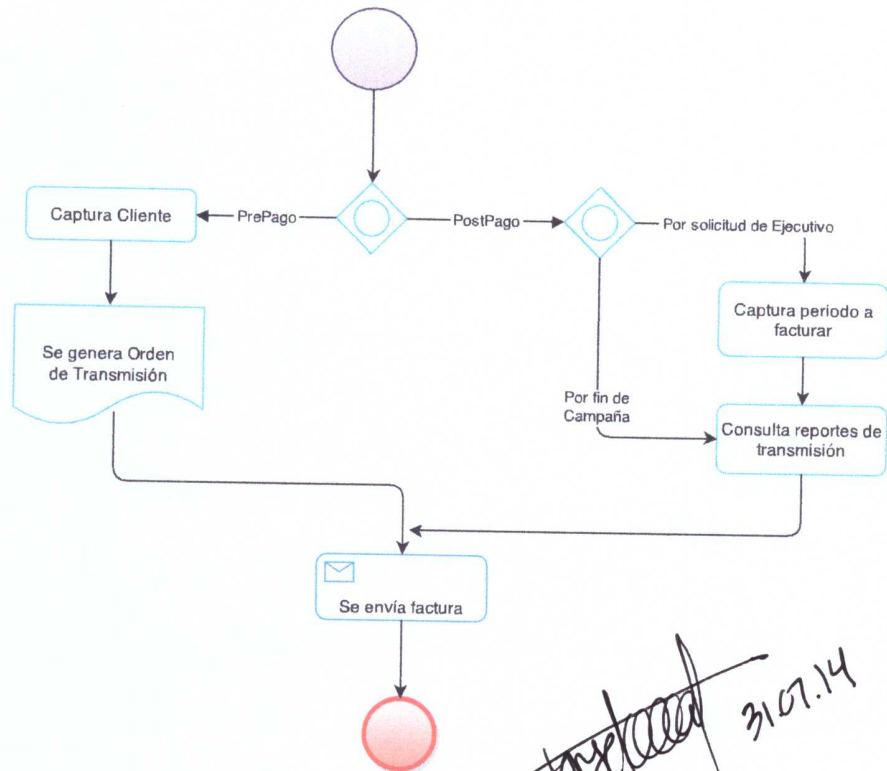 Captura Cliente
PrePago
PostPago
Por solicitud de Ejecutivo
Se genera Orden
de Transmisión
Captura periodo a
facturar
Por fin de
Campaña
Consulta reportes de
transmisión
Se envía factura
31.07.14